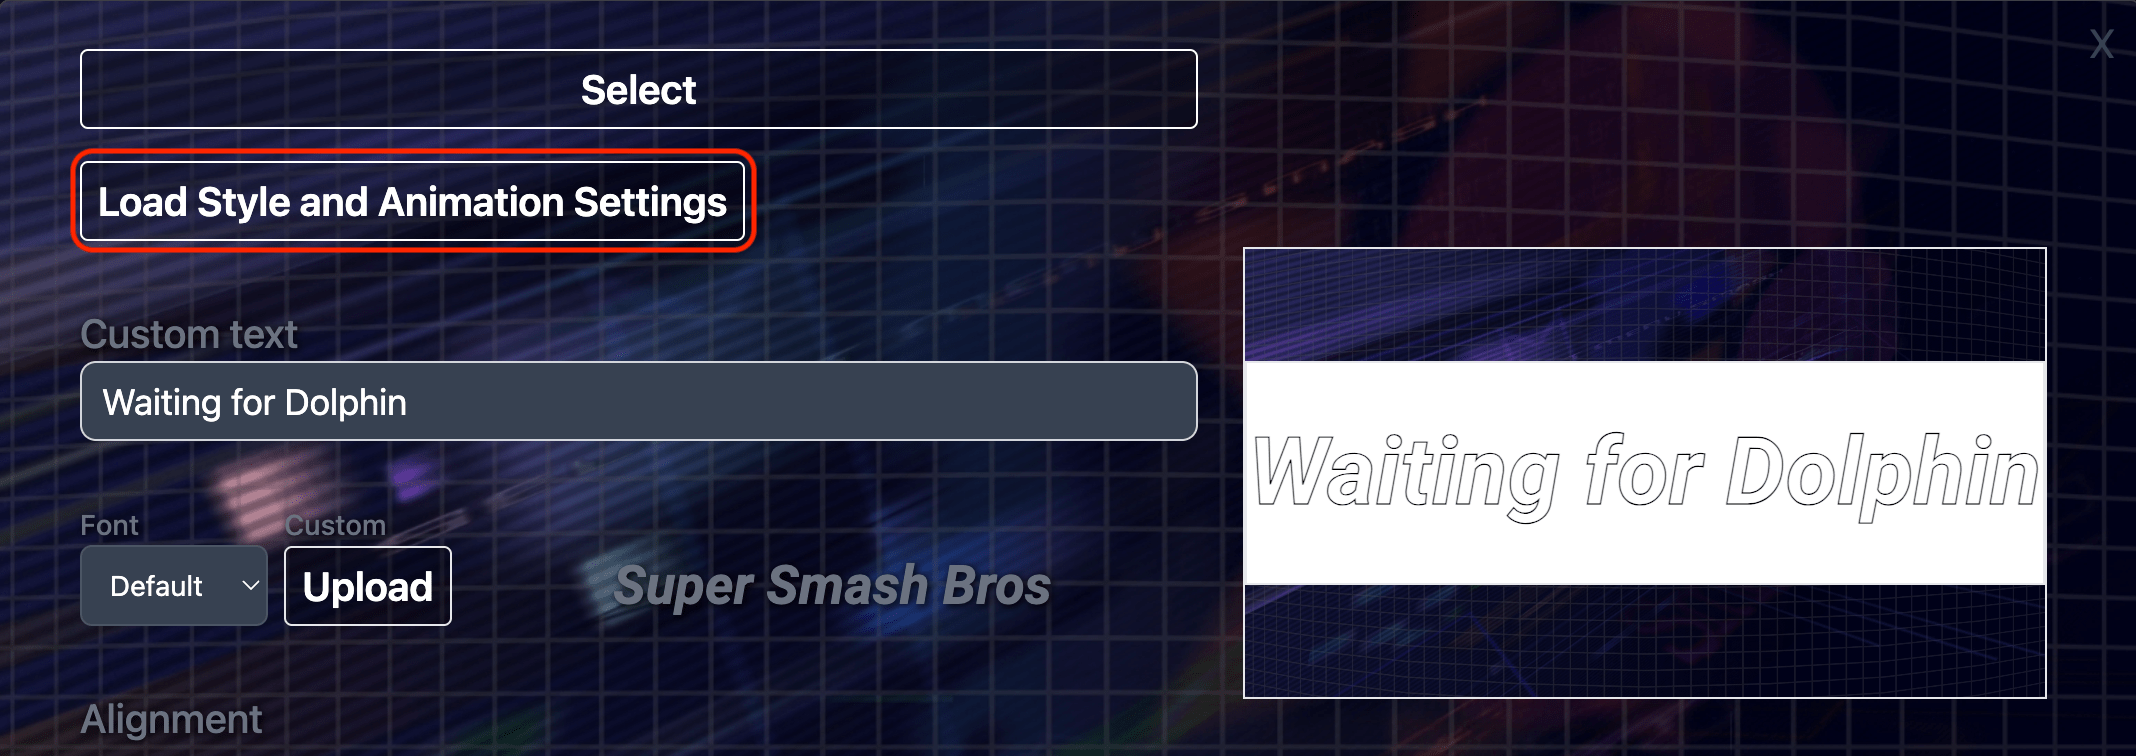 X
Select
Load Style and Animation Settings
Custom text
Waiting for Dolphin
Waiting for Dolphin
Font
Custom
Default
Upload
Super Smash Bros
Alignment